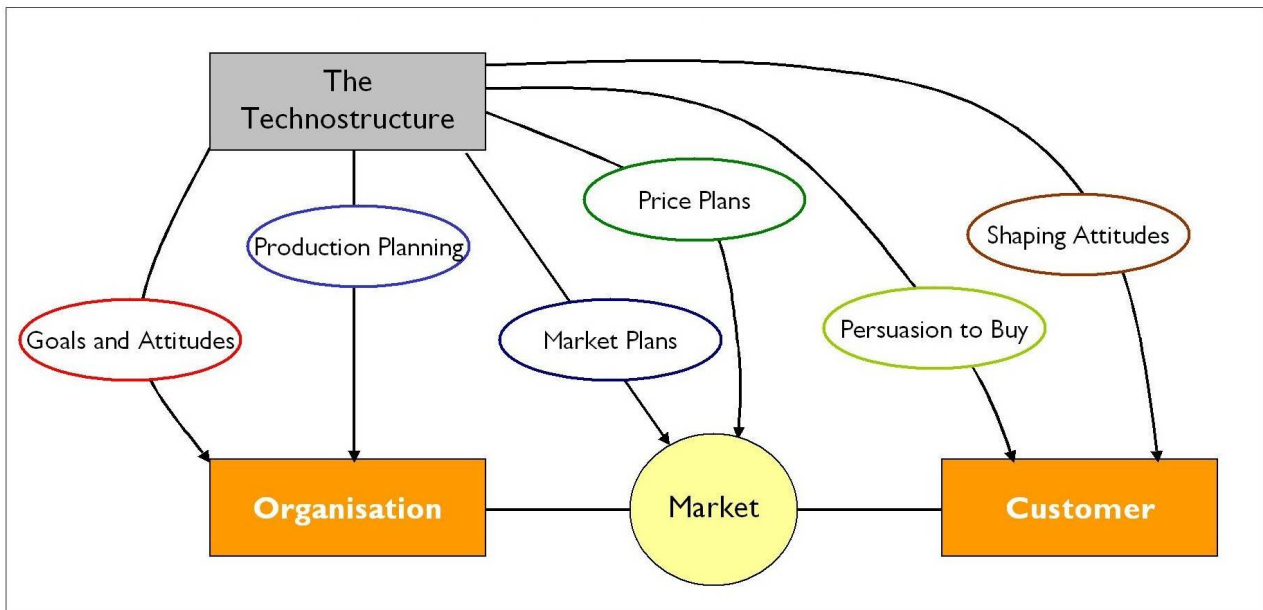 The
Technostructure
Price Plans
Production Planning
Shaping Attitudes
Goals and Attitudes
Market Plans
Persuasion to Buy
Organisation
Market
Customer